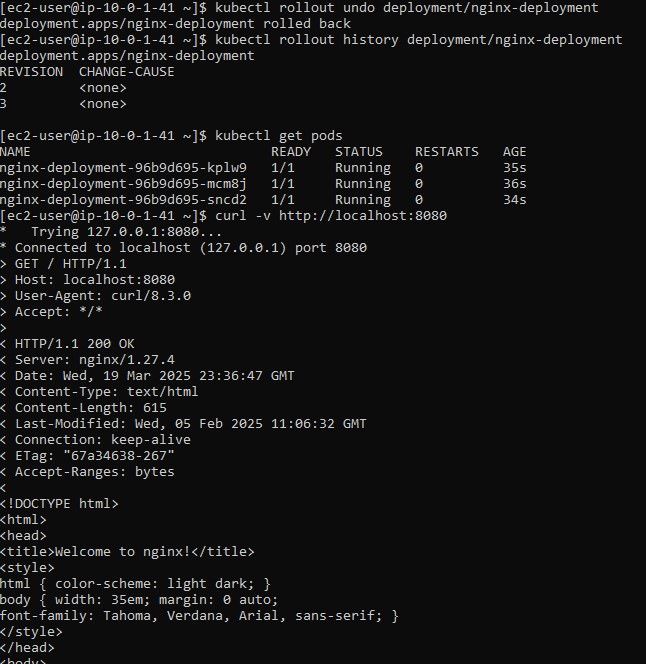 [ec2-user@ip-10-0-1-41 ~]$ kubectl rollout undo deployment/nginx-deployment
deployment.apps/nginx-deployment rolled back
[ec2-user@ip-10-0-1-41 ~]$ kubectl rollout history deployment/nginx-deployment
deployment.apps/nginx-deployment
REVISION  CHANGE-CAUSE
2         <none>
3         <none>

[ec2-user@ip-10-0-1-41 ~]$ kubectl get pods
NAME                              READY   STATUS    RESTARTS   AGE
nginx-deployment-96b9d695-kplw9   1/1     Running   0          35s
nginx-deployment-96b9d695-mcm8j   1/1     Running   0          36s
nginx-deployment-96b9d695-sncd2   1/1     Running   0          34s
[ec2-user@ip-10-0-1-41 ~]$ curl -v http://localhost:8080
*   Trying 127.0.0.1:8080...
* Connected to localhost (127.0.0.1) port 8080
> GET / HTTP/1.1
> Host: localhost:8080
> User-Agent: curl/8.3.0
> Accept: */*
>
< HTTP/1.1 200 OK
< Server: nginx/1.27.4
< Date: Wed, 19 Mar 2025 23:36:47 GMT
< Content-Type: text/html
< Content-Length: 615
< Last-Modified: Wed, 05 Feb 2025 11:06:32 GMT
< Connection: keep-alive
< ETag: "67a34638-267"
< Accept-Ranges: bytes
<
<!DOCTYPE html>
<html>
<head>
<title>Welcome to nginx!</title>
<style>
html { color-scheme: light dark; }
body { width: 35em; margin: 0 auto;
font-family: Tahoma, Verdana, Arial, sans-serif; }
</style>
</head>
<body>